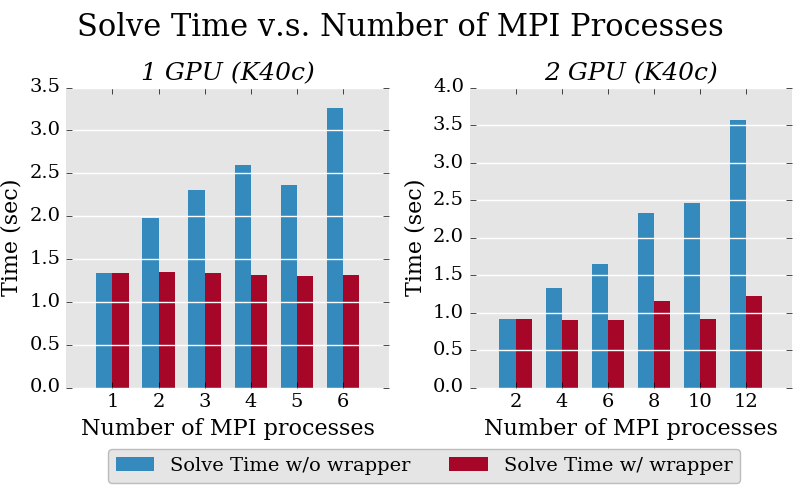 Solve Time v.s. Number of MPI Processes
1 GPU (K40c)
3.5
3.0
2.5
2.0
1.5
1.0
0.5
0.0
Time (sec)
1 2 3 4 5 6
Number of MPI processes
2 GPU (K40c)
4.0
3.5
3.0
2.5
2.0
1.5
1.0
0.5
0.0
Time (sec)
2 4 6 8 10 12
Number of MPI processes
Solve Time w/o wrapper
Solve Time w/ wrapper